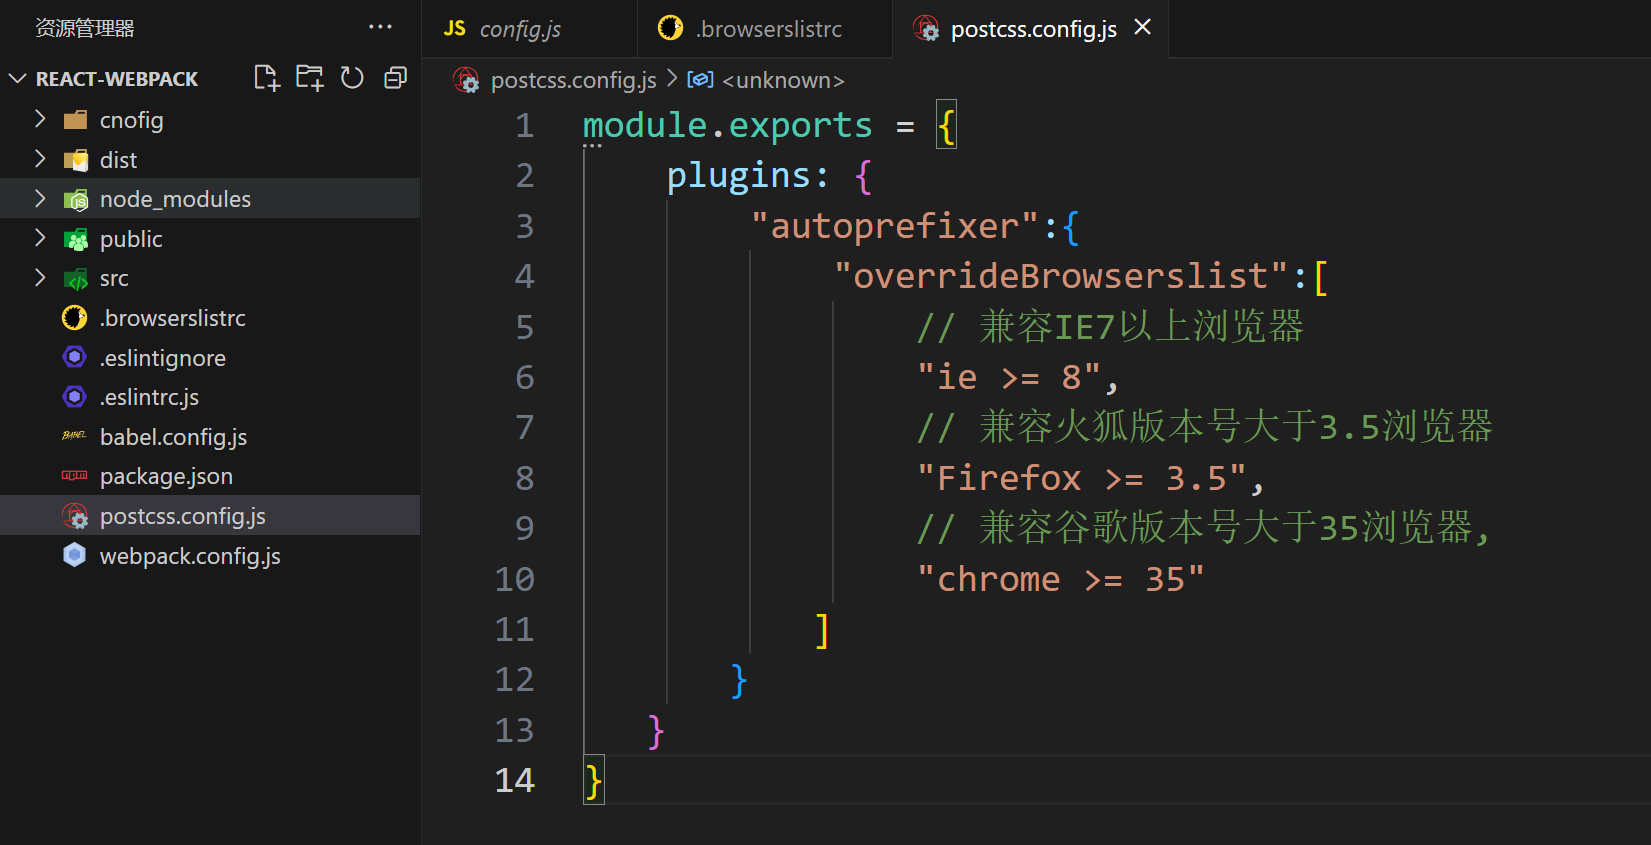 资源管理器
REACT-WEBPACK
cnofig
dist
node_modules
public
src
.browserslistrc
.eslintignore
.eslintrc.js
babel.config.js
package.json
postcss.config.js
webpack.config.js
JS config.js
.browserslistrc
postcss.config.js
postcss.config.js > <unknown>
1 module.exports = {
2 plugins: {
3 "autoprefixer":{
4 "overrideBrowserslist":[
5 // 兼容IE7以上浏览器
6 "ie >= 8",
7 // 兼容火狐版本号大于3.5浏览器
8 "Firefox >= 3.5",
9 // 兼容谷歌版本号大于35浏览器,
10 "chrome >= 35"
11 ]
12 }
13 }
14 }